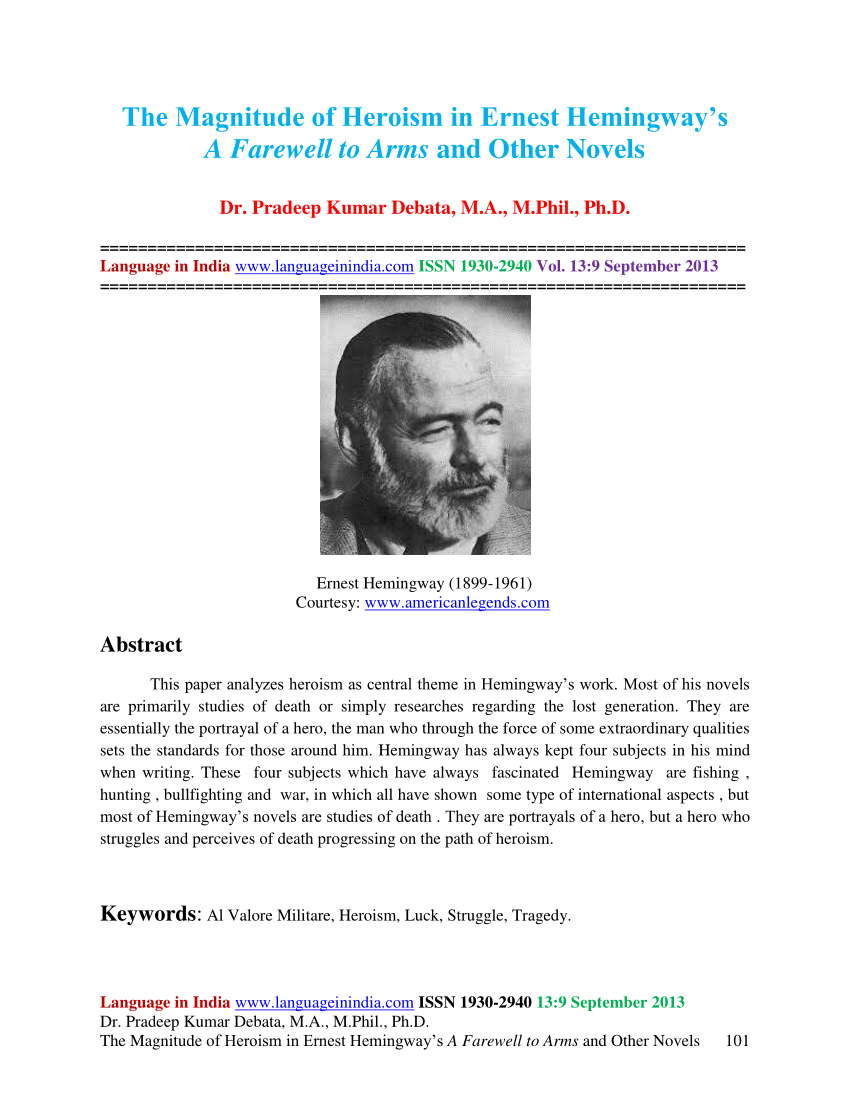 The Magnitude of Heroism in Ernest Hemingway’s
A Farewell to Arms and Other Novels
Dr. Pradeep Kumar Debata, M.A., M.Phil., Ph.D.
====================================================================
Language in India www.languageinindia.com ISSN 1930-2940 Vol. 13:9 September 2013
====================================================================
Ernest Hemingway (1899-1961)
Courtesy: www.americanlegends.com
Abstract
This paper analyzes heroism as central theme in Hemingway’s work. Most of his novels
are primarily studies of death or simply researches regarding the lost generation. They are
essentially the portrayal of a hero, the man who through the force of some extraordinary qualities
sets the standards for those around him. Hemingway has always kept four subjects in his mind
when writing. These four subjects which have always fascinated Hemingway are fishing ,
hunting , bullfighting and war, in which all have shown some type of international aspects , but
most of Hemingway’s novels are studies of death . They are portrayals of a hero, but a hero who
struggles and perceives of death progressing on the path of heroism.
Keywords: Al Valore Militare, Heroism, Luck, Struggle, Tragedy.
Language in India www.languageinindia.com ISSN 1930-2940 13:9 September 2013
Dr. Pradeep Kumar Debata, M.A., M.Phil., Ph.D.
The Magnitude of Heroism in Ernest Hemingway’s A Farewell to Arms and Other Novels 101